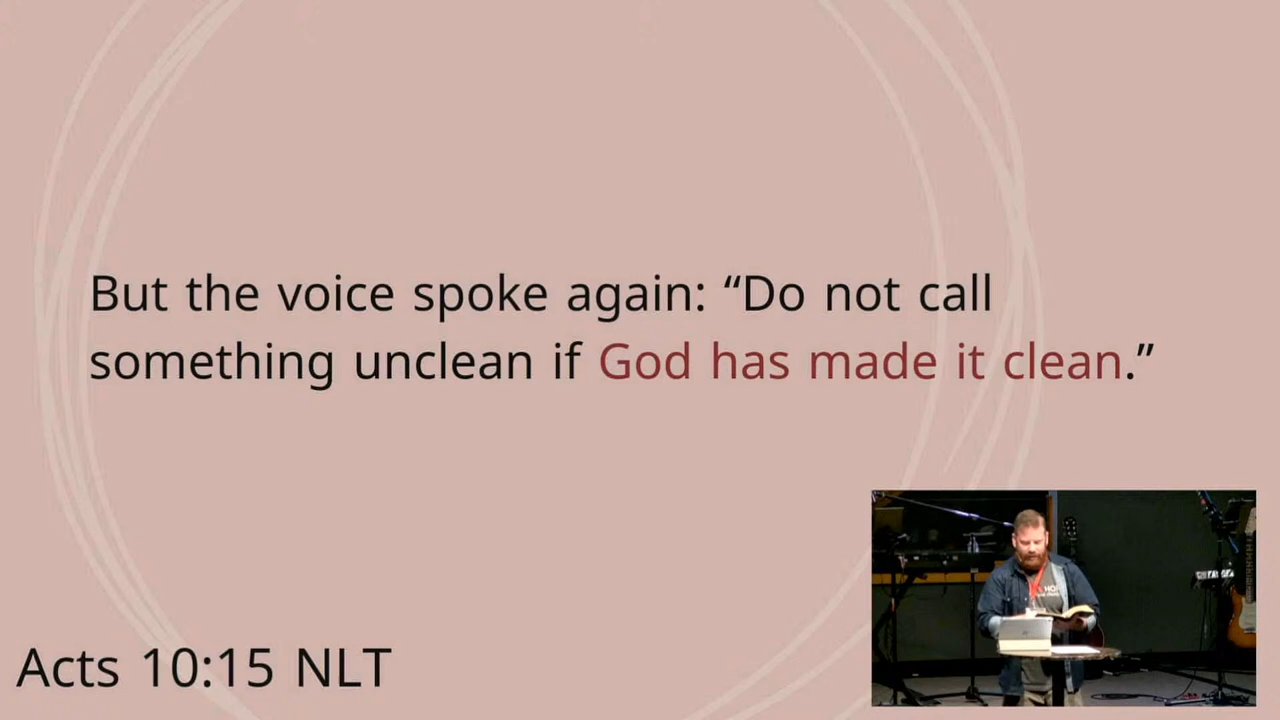 But the voice spoke again: “Do not call
something unclean if God has made it clean.”
Acts 10:15 NLT